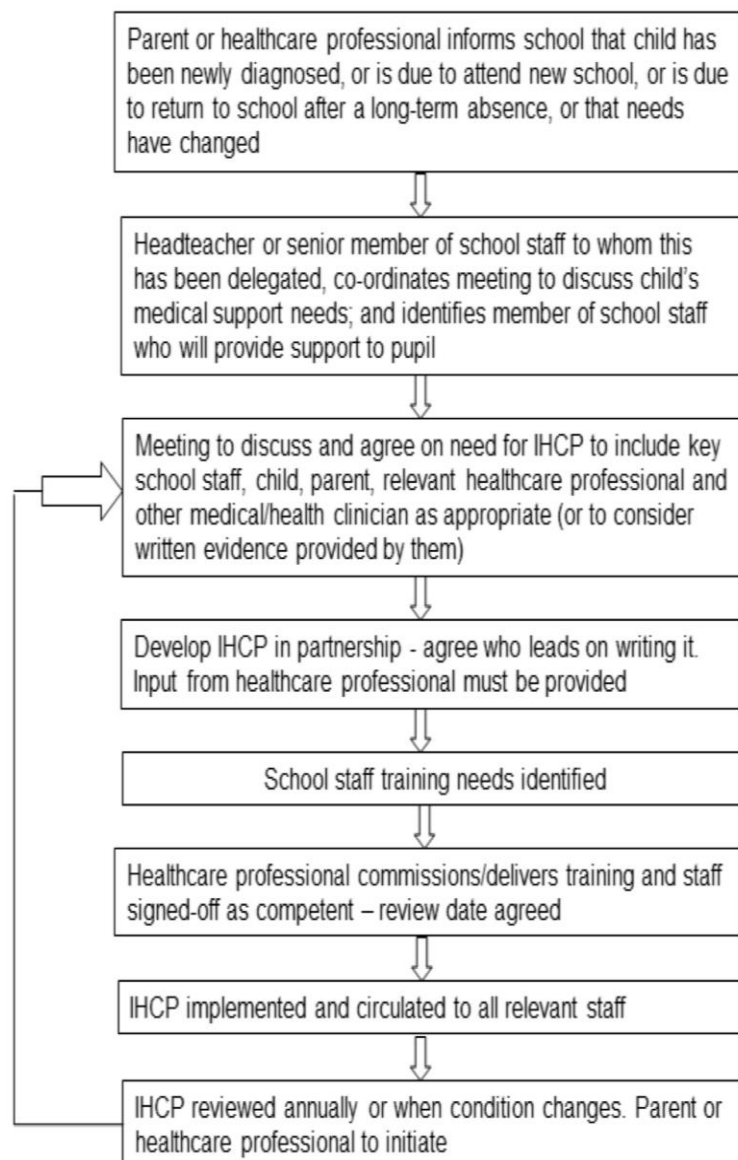 Parent or healthcare professional informs school that child has
been newly diagnosed, or is due to attend new school, or is due
to return to school after a long-term absence, or that needs
have changed
Headteacher or senior member of school staff to whom this
has been delegated, co-ordinates meeting to discuss child's
medical support needs; and identifies member of school staff
who will provide support to pupil
Meeting to discuss and agree on need for IHCP to include key
school staff, child, parent, relevant healthcare professional and
other medical/health clinician as appropriate (or to consider
written evidence provided by them)
Develop IHCP in partnership - agree who leads on writing it.
Input from healthcare professional must be provided
School staff training needs identified
Healthcare professional commissions/delivers training and staff
signed-off as competent – review date agreed
IHCP implemented and circulated to all relevant staff
IHCP reviewed annually or when condition changes. Parent or
healthcare professional to initiate